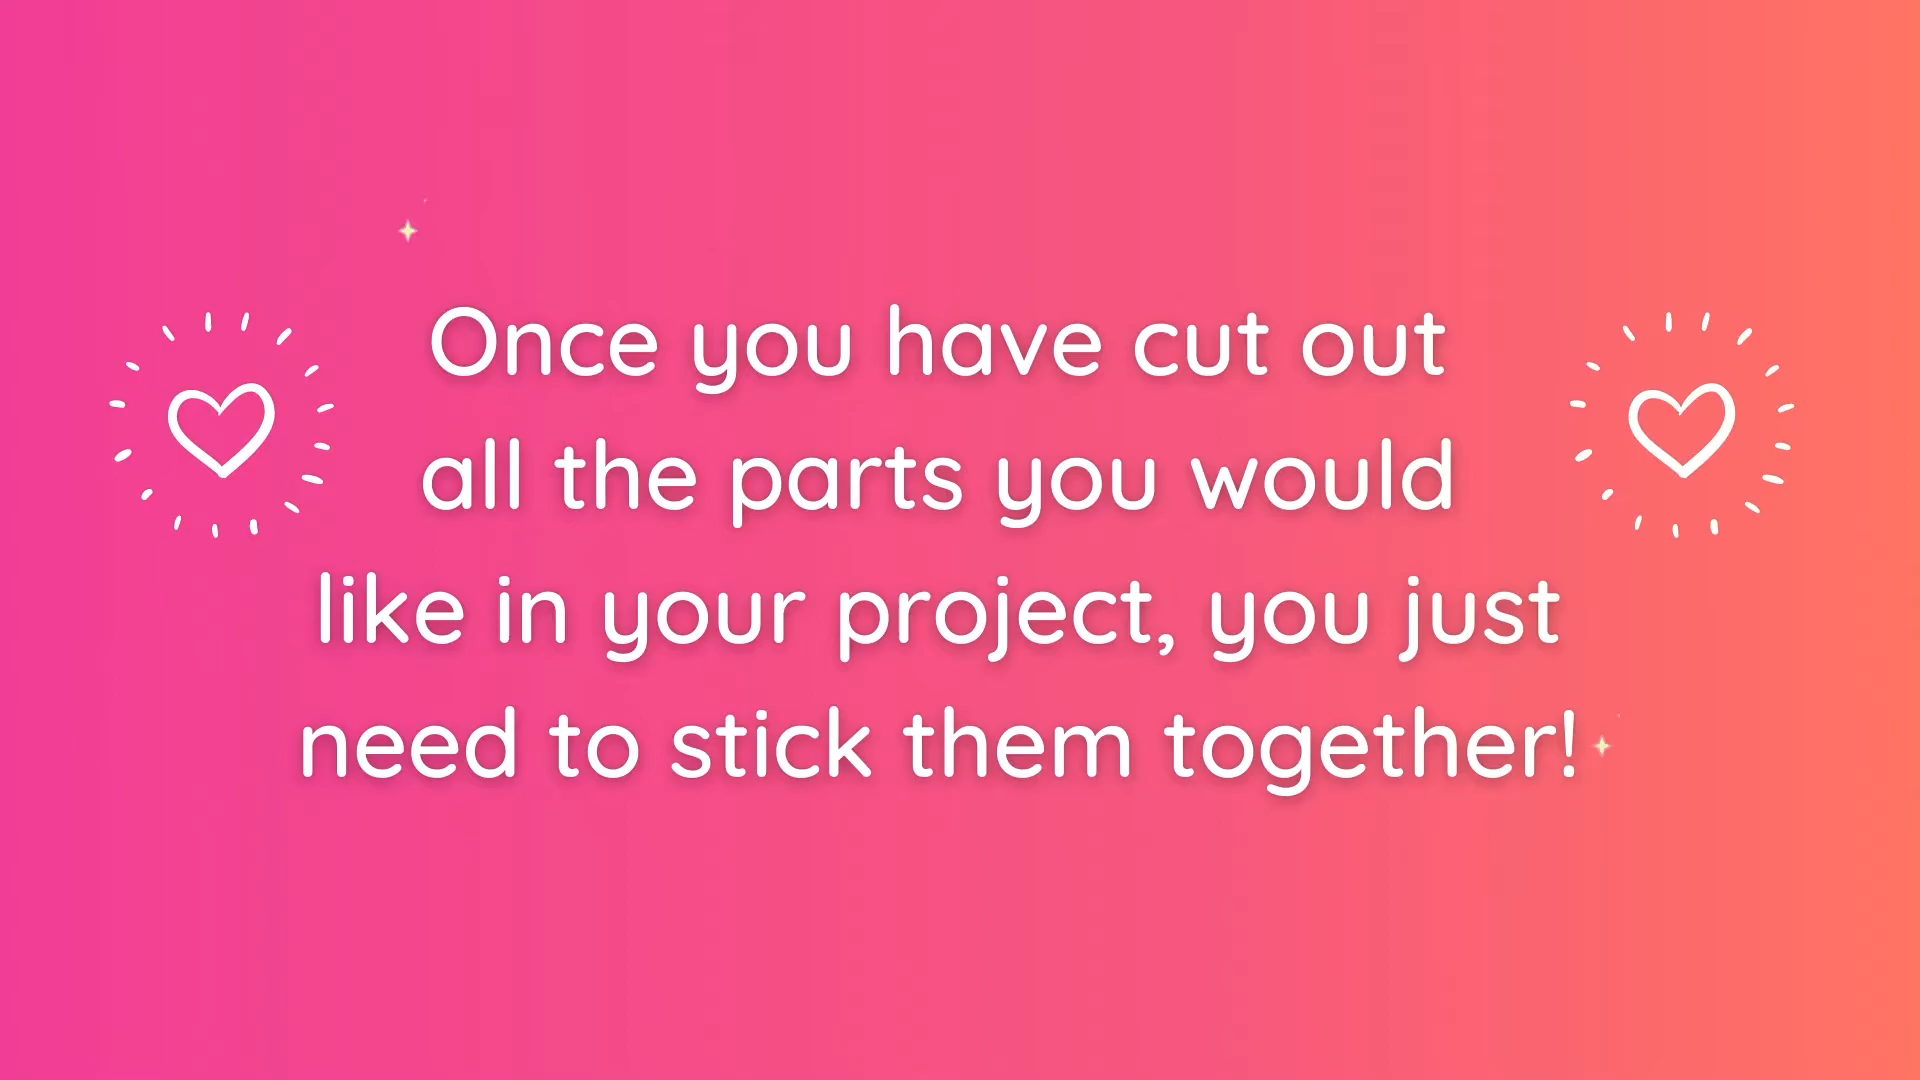 Once you have cut out
all the parts you would
like in your project, you just
need to stick them together!